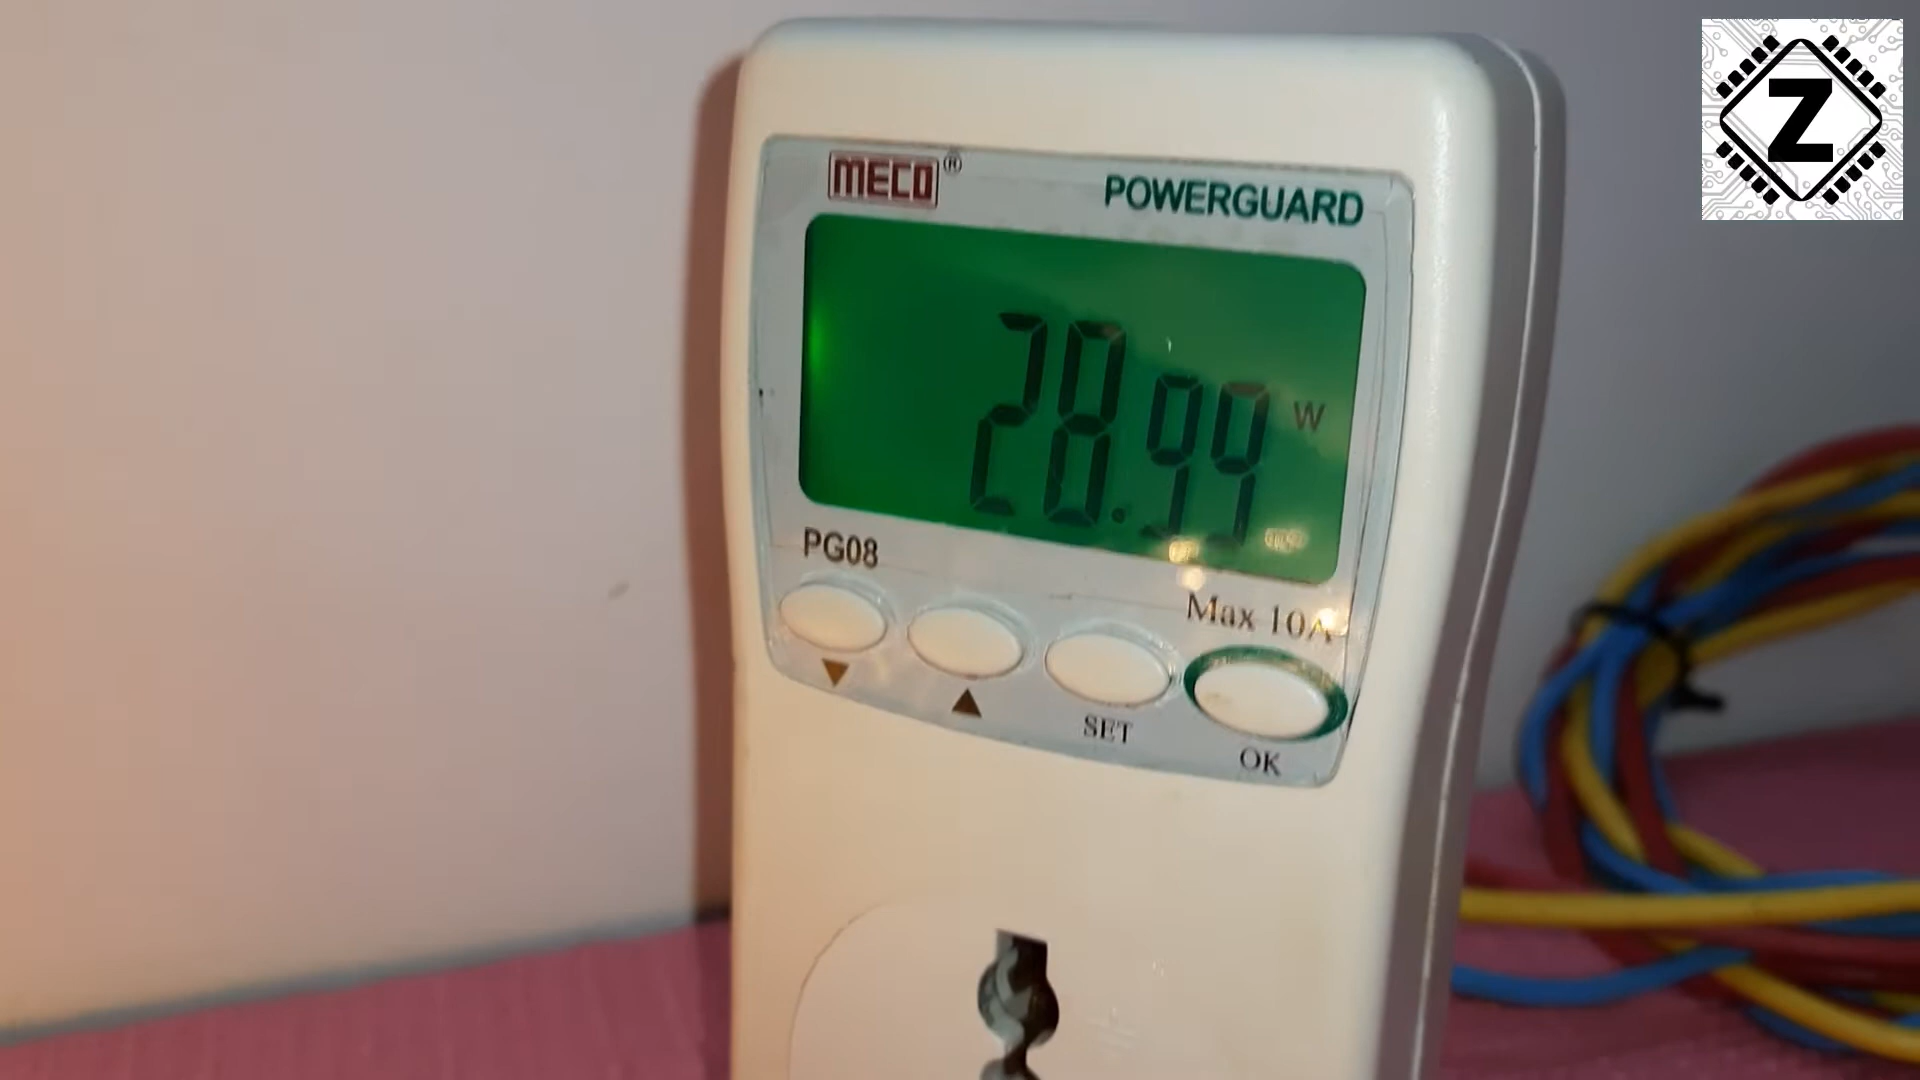 MECO®
POWERGUARD
28.99 W
PG08
Max 10A
SET
OK
Z